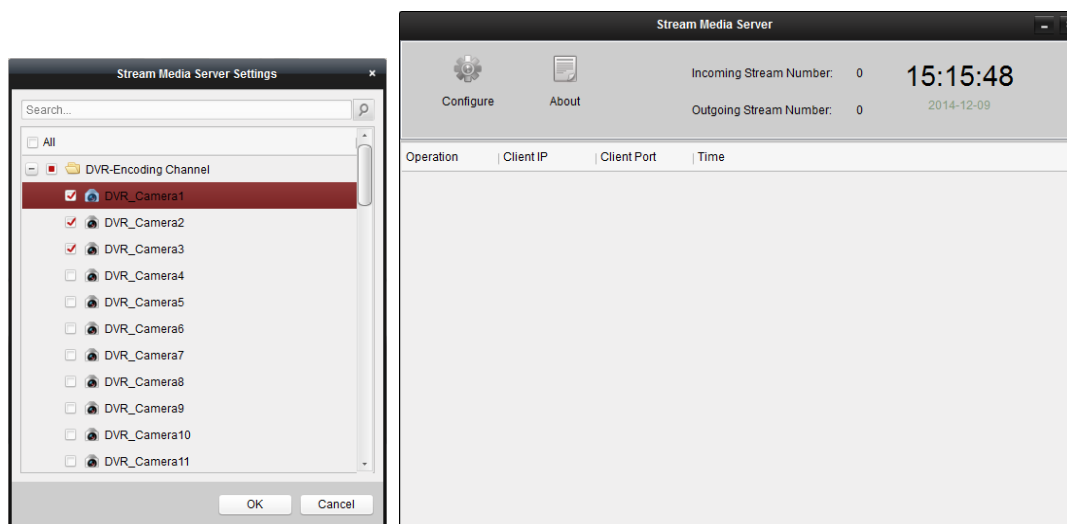 Stream Media Server Settings
Search...
All
DVR-Encoding Channel
DVR_Camera1
DVR_Camera2
DVR_Camera3
DVR_Camera4
DVR_Camera5
DVR_Camera6
DVR_Camera7
DVR_Camera8
DVR_Camera9
DVR_Camera10
DVR_Camera11
OK Cancel
Stream Media Server
Configure About
Incoming Stream Number: 0
Outgoing Stream Number: 0
15:15:48
2014-12-09
Operation Client IP Client Port Time